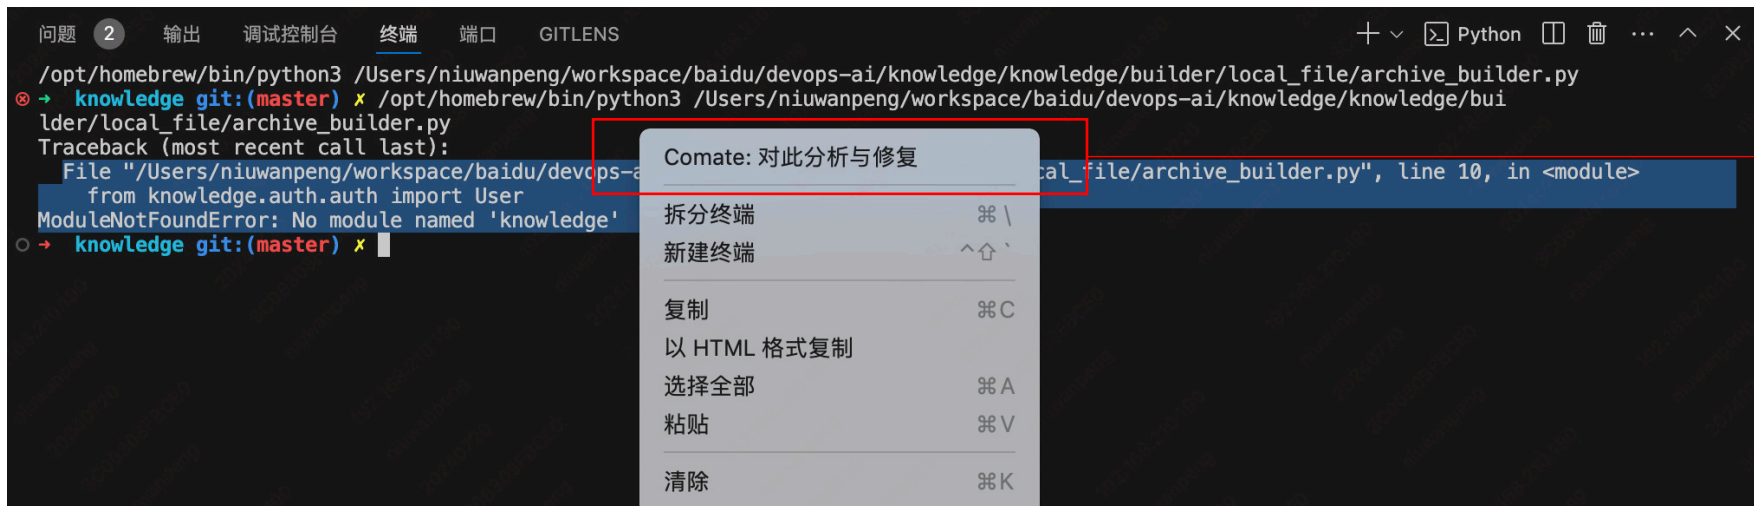 问题 2 输出 调试控制台 终端 端口 GITLENS Python
/opt/homebrew/bin/python3 /Users/niuwanpeng/workspace/baidu/devops-ai/knowledge/knowledge/builder/local_file/archive_builder.py
➜ knowledge git:(master) ✗ /opt/homebrew/bin/python3 /Users/niuwanpeng/workspace/baidu/devops-ai/knowledge/knowledge/bui
lder/local_file/archive_builder.py
Traceback (most recent call last):
File "/Users/niuwanpeng/workspace/baidu/devops-a cal_file/archive_builder.py", line 10, in <module>
from knowledge.auth.auth import User
ModuleNotFoundError: No module named 'knowledge'
➜ knowledge git:(master) ✗
Comate: 对此分析与修复
拆分终端 ⌘\
新建终端 ^⇧`
复制 ⌘C
以 HTML 格式复制
选择全部 ⌘A
粘贴 ⌘V
清除 ⌘K